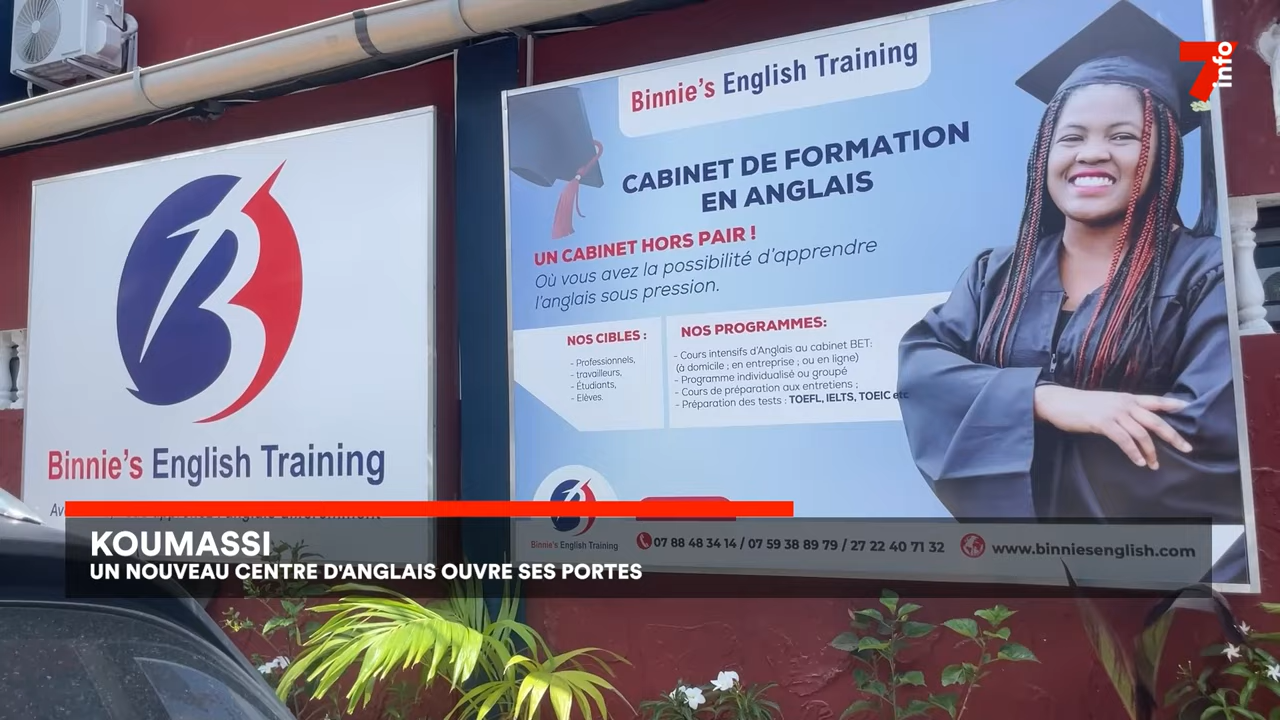 7
info
Binnie's English Training
Binnie's English Training
CABINET DE FORMATION
EN ANGLAIS
UN CABINET HORS PAIR !
Où vous avez la possibilité d'apprendre
l'anglais sous pression.
NOS CIBLES :
- Professionnels,
- travailleurs,
- Étudiants,
- Elèves.
NOS PROGRAMMES:
- Cours intensifs d'Anglais au cabinet BET:
(à domicile ; en entreprise ; ou en ligne)
- Programme individualisé ou groupé
- Cours de préparation aux entretiens ;
- Préparation des tests : TOEFL, IELTS, TOEIC etc
Binnie's English Training
07 88 48 34 14 / 07 59 38 89 79 / 27 22 40 71 32
www.binniesenglish.com
KOUMASSI
UN NOUVEAU CENTRE D'ANGLAIS OUVRE SES PORTES